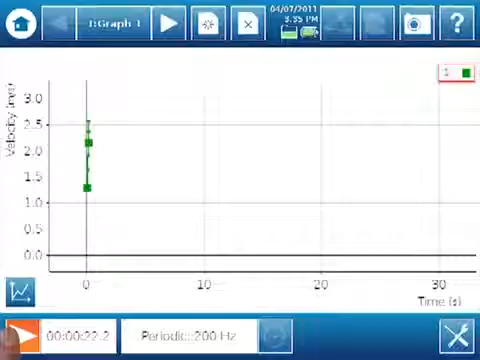 1:Graph 1
04/07/2011
3:35 PM
?
1
Velocity (m/s)
3.0
2.5
2.0
1.5
1.0
0.5
0.0
0 10 20 30
Time (s)
00:00:22.2
Periodic: 200 Hz